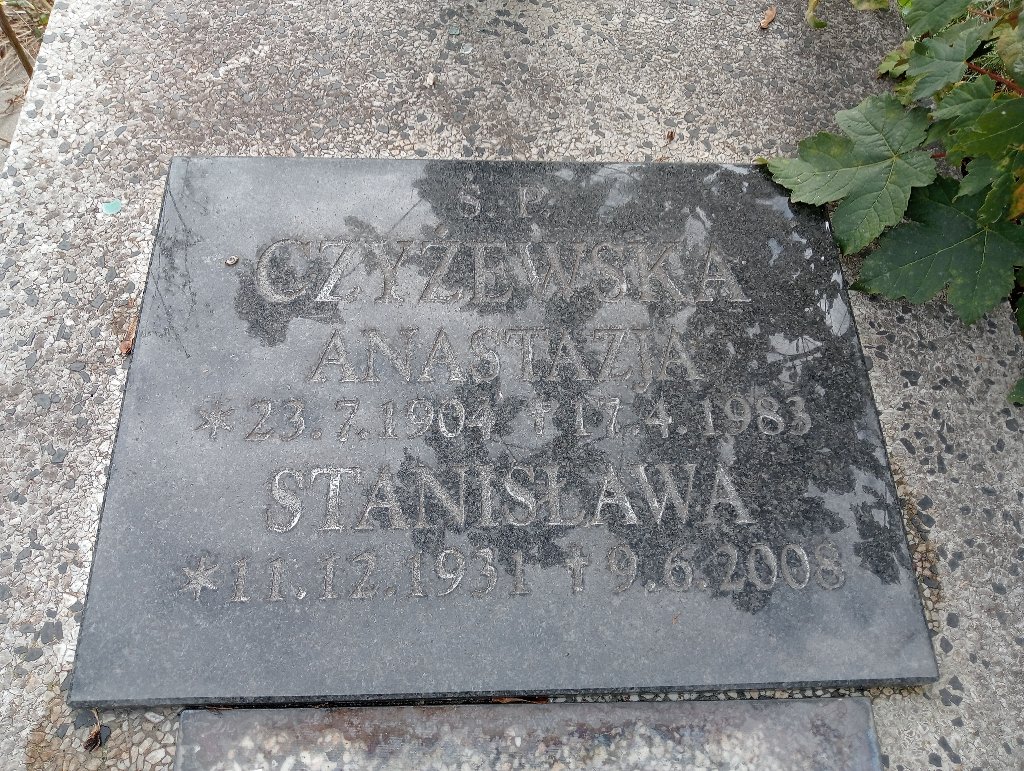 Ś. P.
CZYŻEWSKA
ANASTAZJA
* 23.7.1904 † 17.4.1983
STANISŁAWA
* 11.12.1931 † 9.6.2008